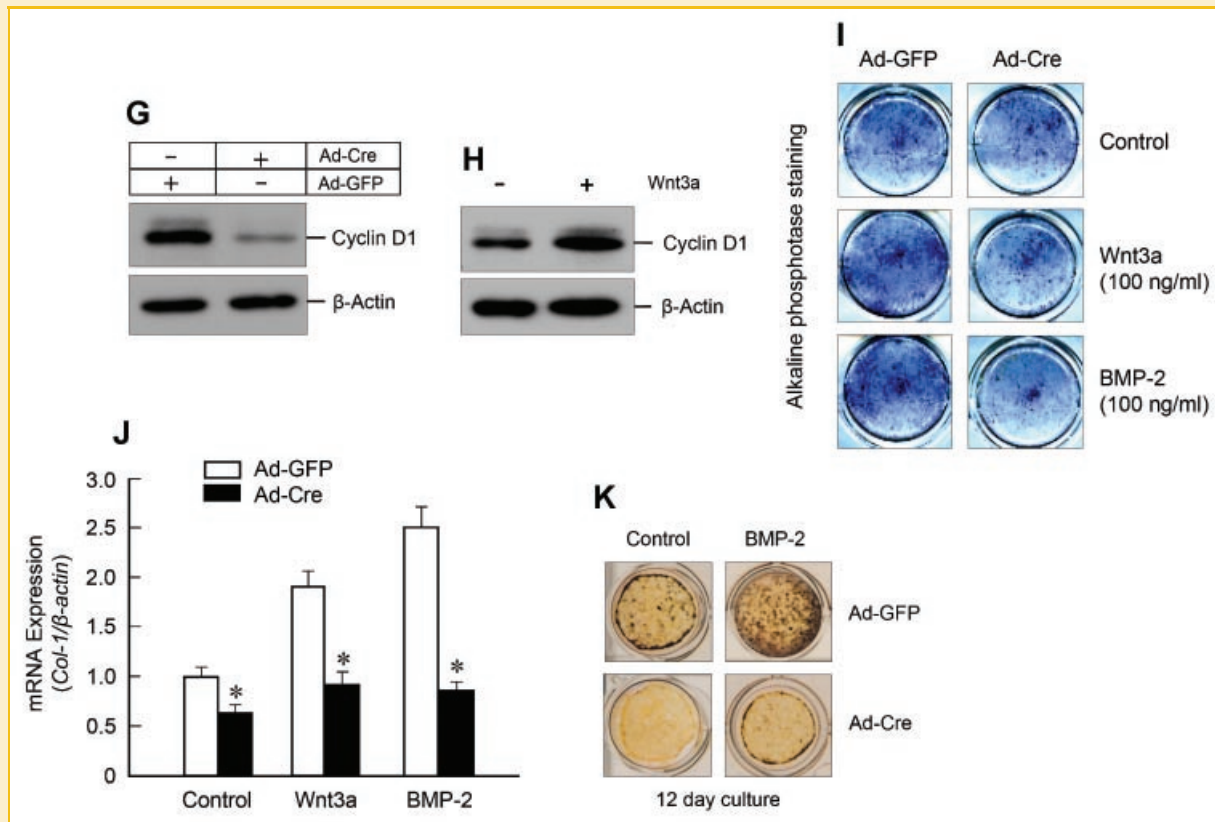 G
− + Ad-Cre
+ − Ad-GFP
Cyclin D1
β-Actin
H
− + Wnt3a
Cyclin D1
β-Actin
I
Ad-GFP Ad-Cre
Alkaline phosphotase staining
Control
Wnt3a
(100 ng/ml)
BMP-2
(100 ng/ml)
J
Ad-GFP
Ad-Cre
mRNA Expression
(Col-1/β-actin)
3.0
2.5
2.0
1.5
1.0
0.5
0
* * *
Control Wnt3a BMP-2
K
Control BMP-2
Ad-GFP
Ad-Cre
12 day culture